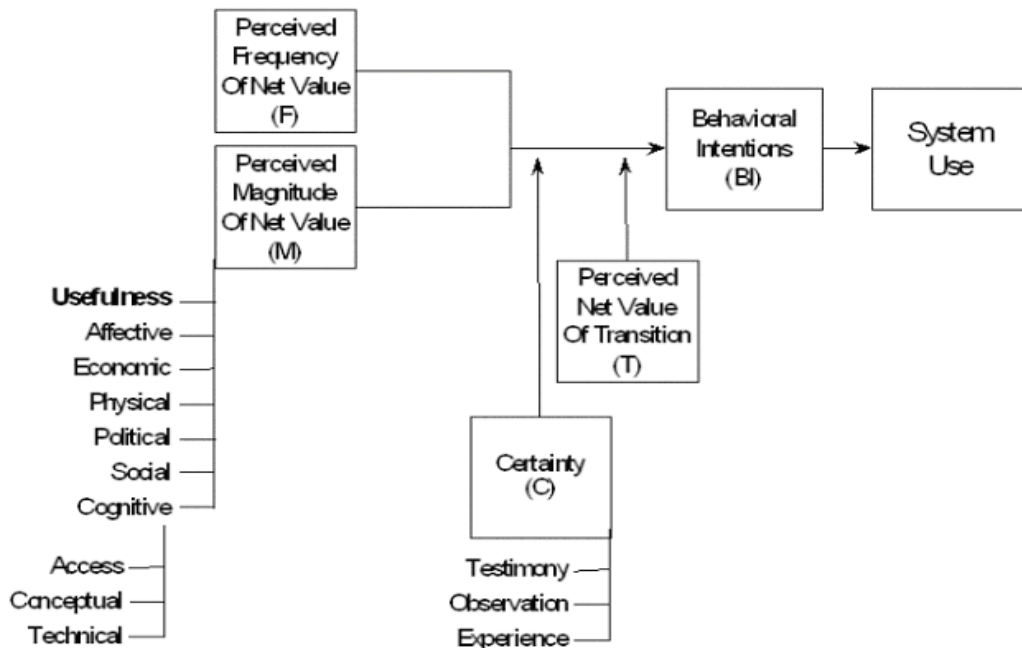 Perceived
Frequency
Of Net Value
(F)
Perceived
Magnitude
Of Net Value
(M)
Usefulness
Affective
Economic
Physical
Political
Social
Cognitive
Access
Conceptual
Technical
Behavioral
Intentions
(BI)
System
Use
Perceived
Net Value
Of Transition
(T)
Certainty
(C)
Testimony
Observation
Experience